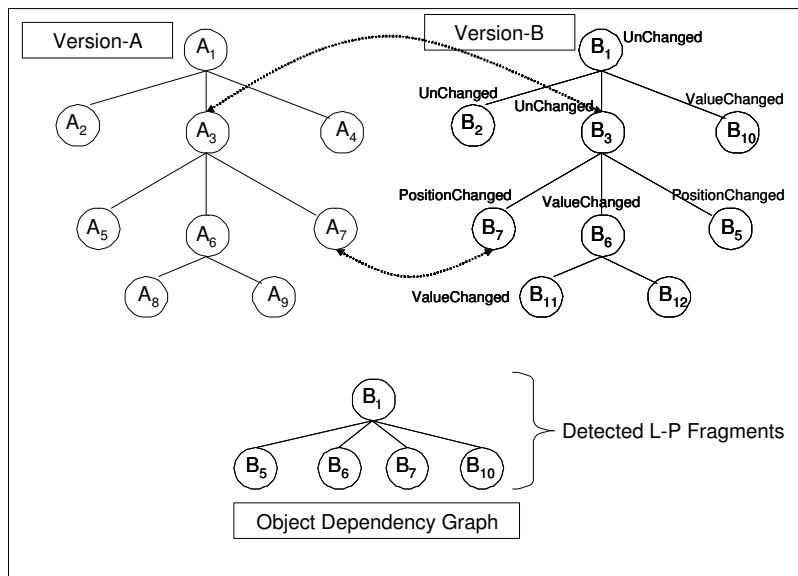 Version-A
A1
Version-B
B1
UnChanged
A2
A3
A4
UnChanged
B2
UnChanged
B3
ValueChanged
B10
A5
A6
A7
PositionChanged
B7
ValueChanged
B6
PositionChanged
B5
A8
A9
ValueChanged
B11
B12
B1
B5
B6
B7
B10
Detected L-P Fragments
Object Dependency Graph